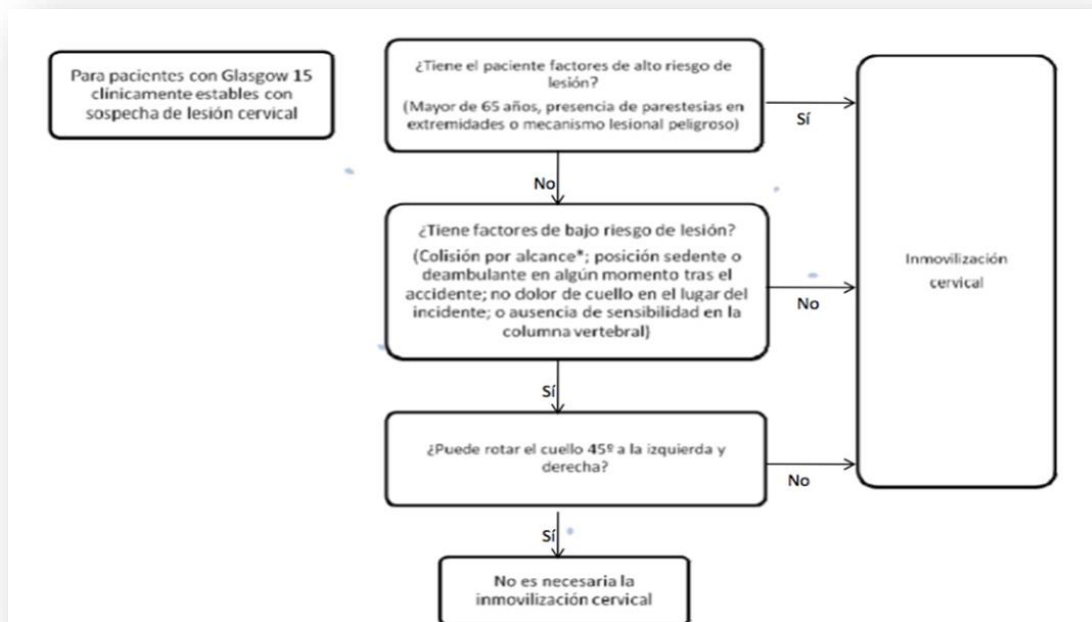 Para pacientes con Glasgow 15
clínicamente estables con
sospecha de lesión cervical
¿Tiene el paciente factores de alto riesgo de
lesión?
(Mayor de 65 años, presencia de parestesias en
extremidades o mecanismo lesional peligroso)
Sí
No
¿Tiene factores de bajo riesgo de lesión?
(Colisión por alcance*; posición sedente o
deambulante en algún momento tras el
accidente; no dolor de cuello en el lugar del
incidente; o ausencia de sensibilidad en la
columna vertebral)
No
Inmovilización
cervical
Sí
¿Puede rotar el cuello 45º a la izquierda y
derecha?
No
Sí
No es necesaria la
inmovilización cervical